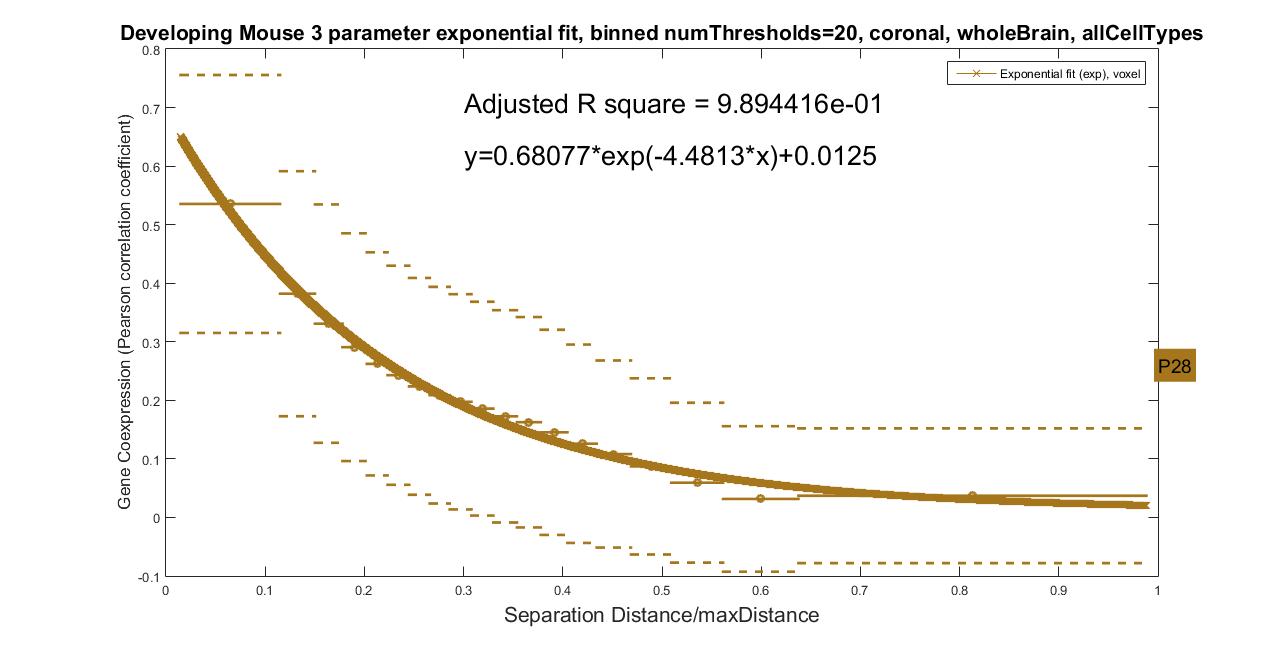 Developing Mouse 3 parameter exponential fit, binned numThresholds=20, coronal, wholeBrain, allCellTypes
Exponential fit (exp), voxel
Adjusted R square = 9.894416e-01
y=0.68077*exp(-4.4813*x)+0.0125
Gene Coexpression (Pearson correlation coefficient)
0.8
0.7
0.6
0.5
0.4
0.3
0.2
0.1
0
-0.1
P28
0 0.1 0.2 0.3 0.4 0.5 0.6 0.7 0.8 0.9 1
Separation Distance/maxDistance